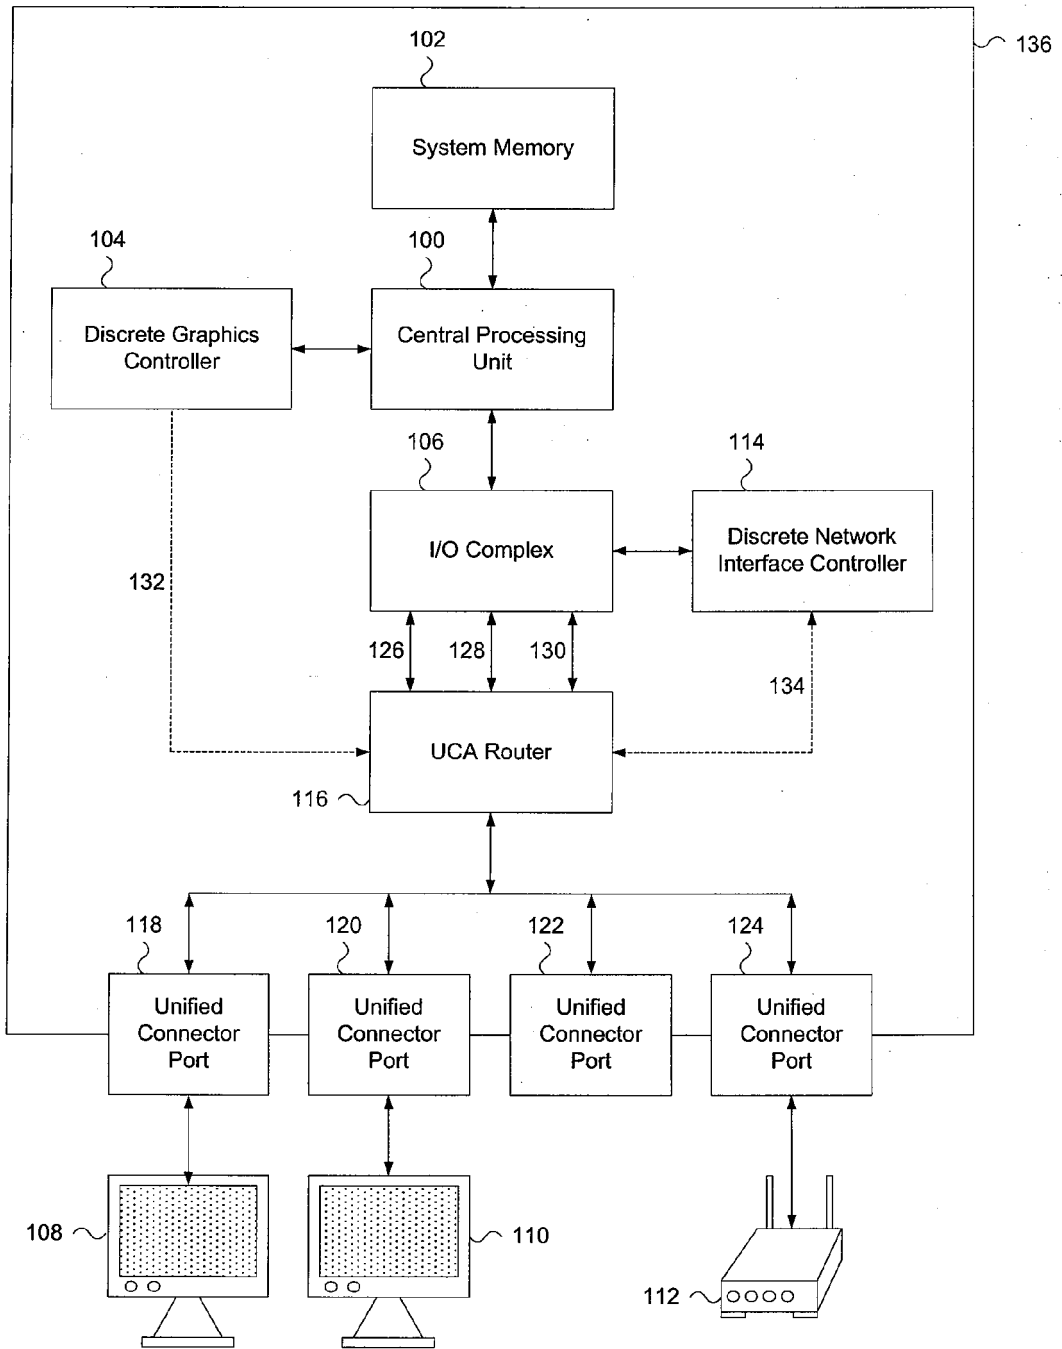 102
136
System Memory
104
100
Discrete Graphics
Controller
Central Processing
Unit
106
114
I/O Complex
Discrete Network
Interface Controller
132
126
128
130
134
UCA Router
116
118
120
122
124
Unified
Connector
Port
Unified
Connector
Port
Unified
Connector
Port
Unified
Connector
Port
108
110
112